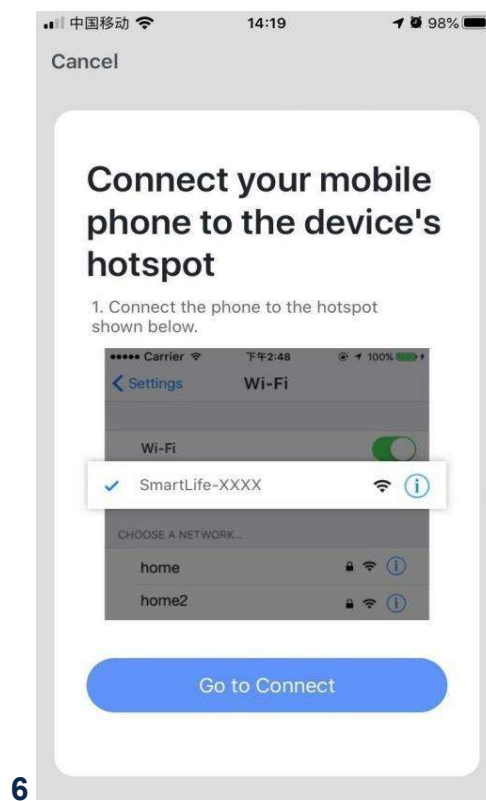 中国移动 14:19 98%
Cancel
Connect your mobile
phone to the device's
hotspot
1. Connect the phone to the hotspot
shown below.
Carrier 下午2:48 100%
Settings Wi-Fi
Wi-Fi
SmartLife-XXXX
CHOOSE A NETWORK...
home
home2
Go to Connect
6